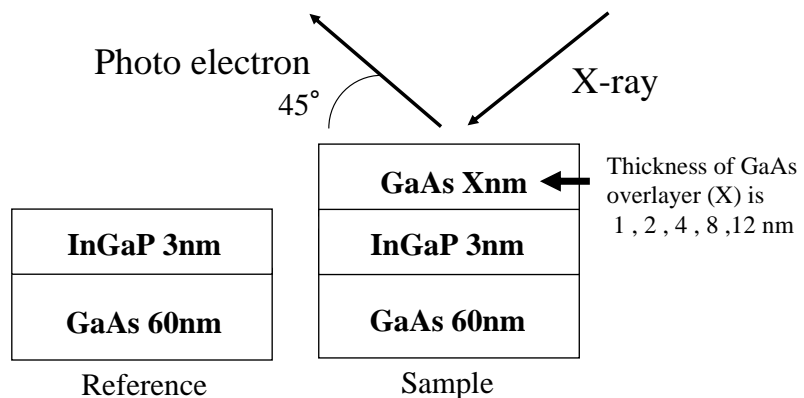 Photo electron
45°
X-ray
GaAs Xnm
Thickness of GaAs
overlayer (X) is
1 , 2 , 4 , 8 ,12 nm
InGaP 3nm
InGaP 3nm
GaAs 60nm
GaAs 60nm
Reference
Sample